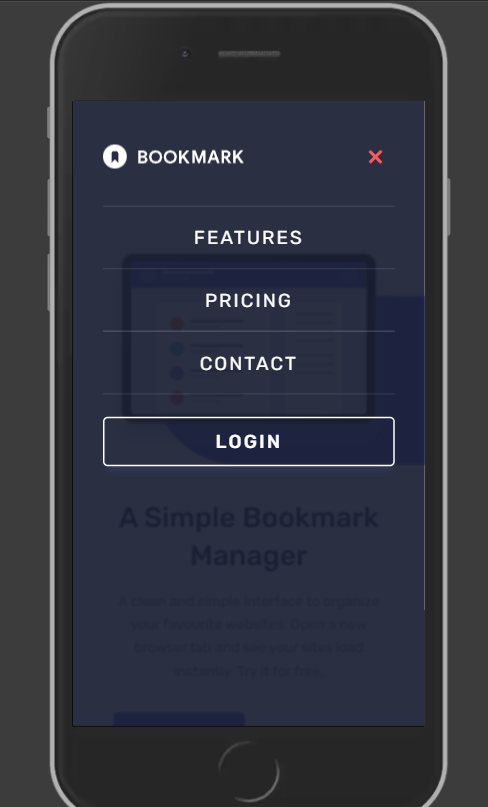 BOOKMARK
FEATURES
PRICING
CONTACT
LOGIN
A Simple Bookmark
Manager
A clean and simple interface to organize
your favourite websites. Open a new
browser tab and see your sites load
instantly. Try it for free.